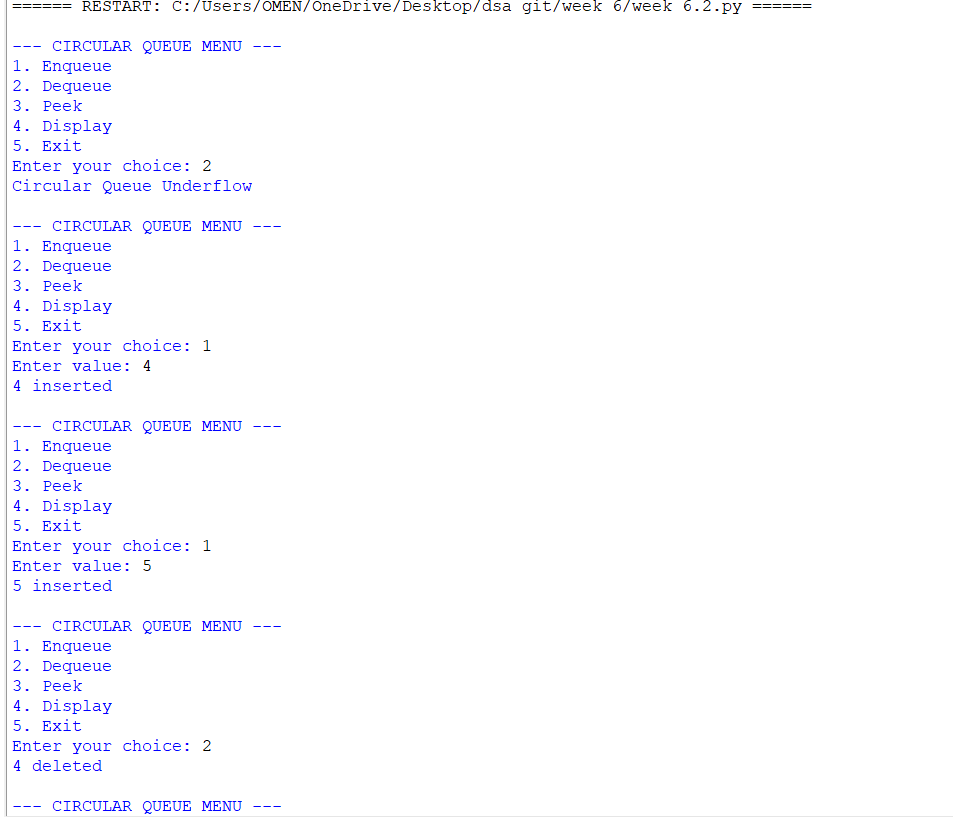 ====== RESTART: C:/Users/OMEN/OneDrive/Desktop/dsa git/week 6/week 6.2.py ======
--- CIRCULAR QUEUE MENU ---
1. Enqueue
2. Dequeue
3. Peek
4. Display
5. Exit
Enter your choice: 2
Circular Queue Underflow
--- CIRCULAR QUEUE MENU ---
1. Enqueue
2. Dequeue
3. Peek
4. Display
5. Exit
Enter your choice: 1
Enter value: 4
4 inserted
--- CIRCULAR QUEUE MENU ---
1. Enqueue
2. Dequeue
3. Peek
4. Display
5. Exit
Enter your choice: 1
Enter value: 5
5 inserted
--- CIRCULAR QUEUE MENU ---
1. Enqueue
2. Dequeue
3. Peek
4. Display
5. Exit
Enter your choice: 2
4 deleted
--- CIRCULAR QUEUE MENU ---